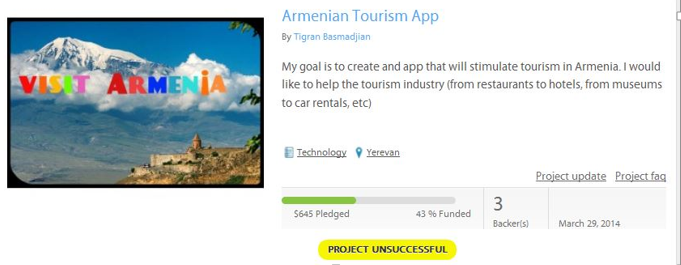 VISIT ARMENIA
Armenian Tourism App
By Tigran Basmadjian
My goal is to create and app that will stimulate tourism in Armenia. I would
like to help the tourism industry (from restaurants to hotels, from museums
to car rentals, etc)
Technology Yerevan
Project update Project faq
$645 Pledged 43 % Funded 3
Backer(s) March 29, 2014
PROJECT UNSUCCESSFUL